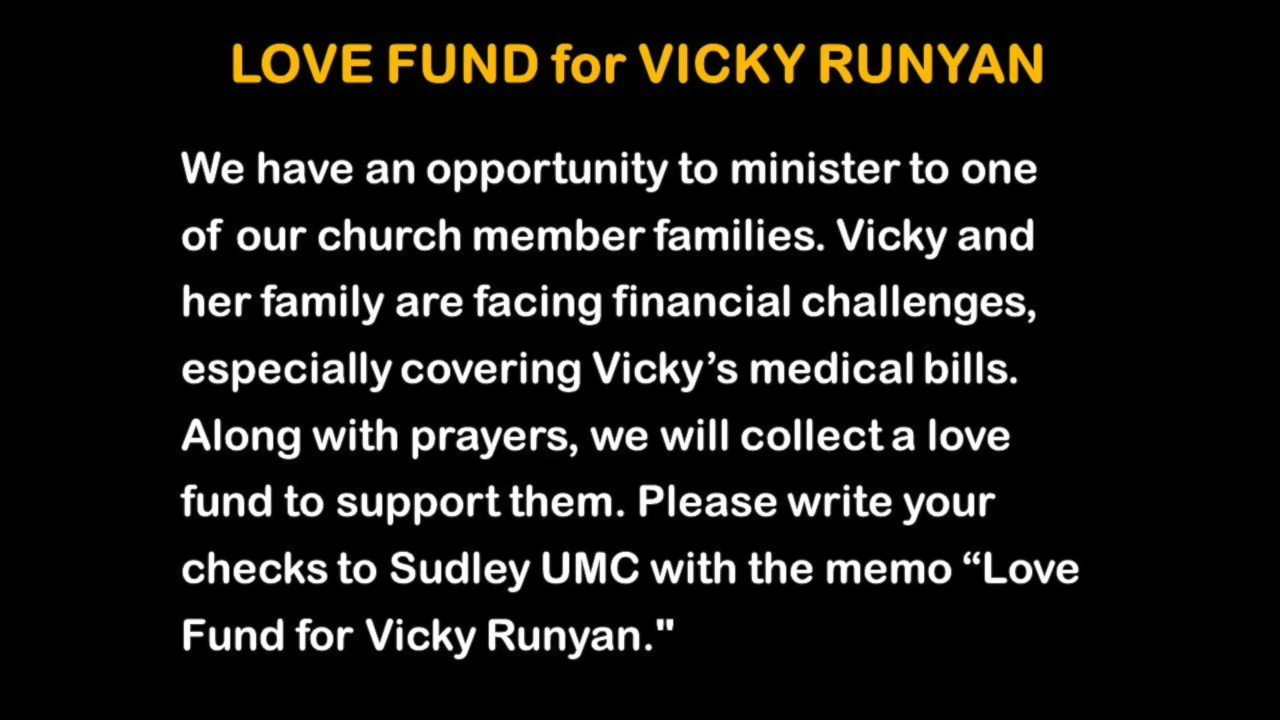 LOVE FUND for VICKY RUNYAN
We have an opportunity to minister to one
of our church member families. Vicky and
her family are facing financial challenges,
especially covering Vicky’s medical bills.
Along with prayers, we will collect a love
fund to support them. Please write your
checks to Sudley UMC with the memo “Love
Fund for Vicky Runyan."